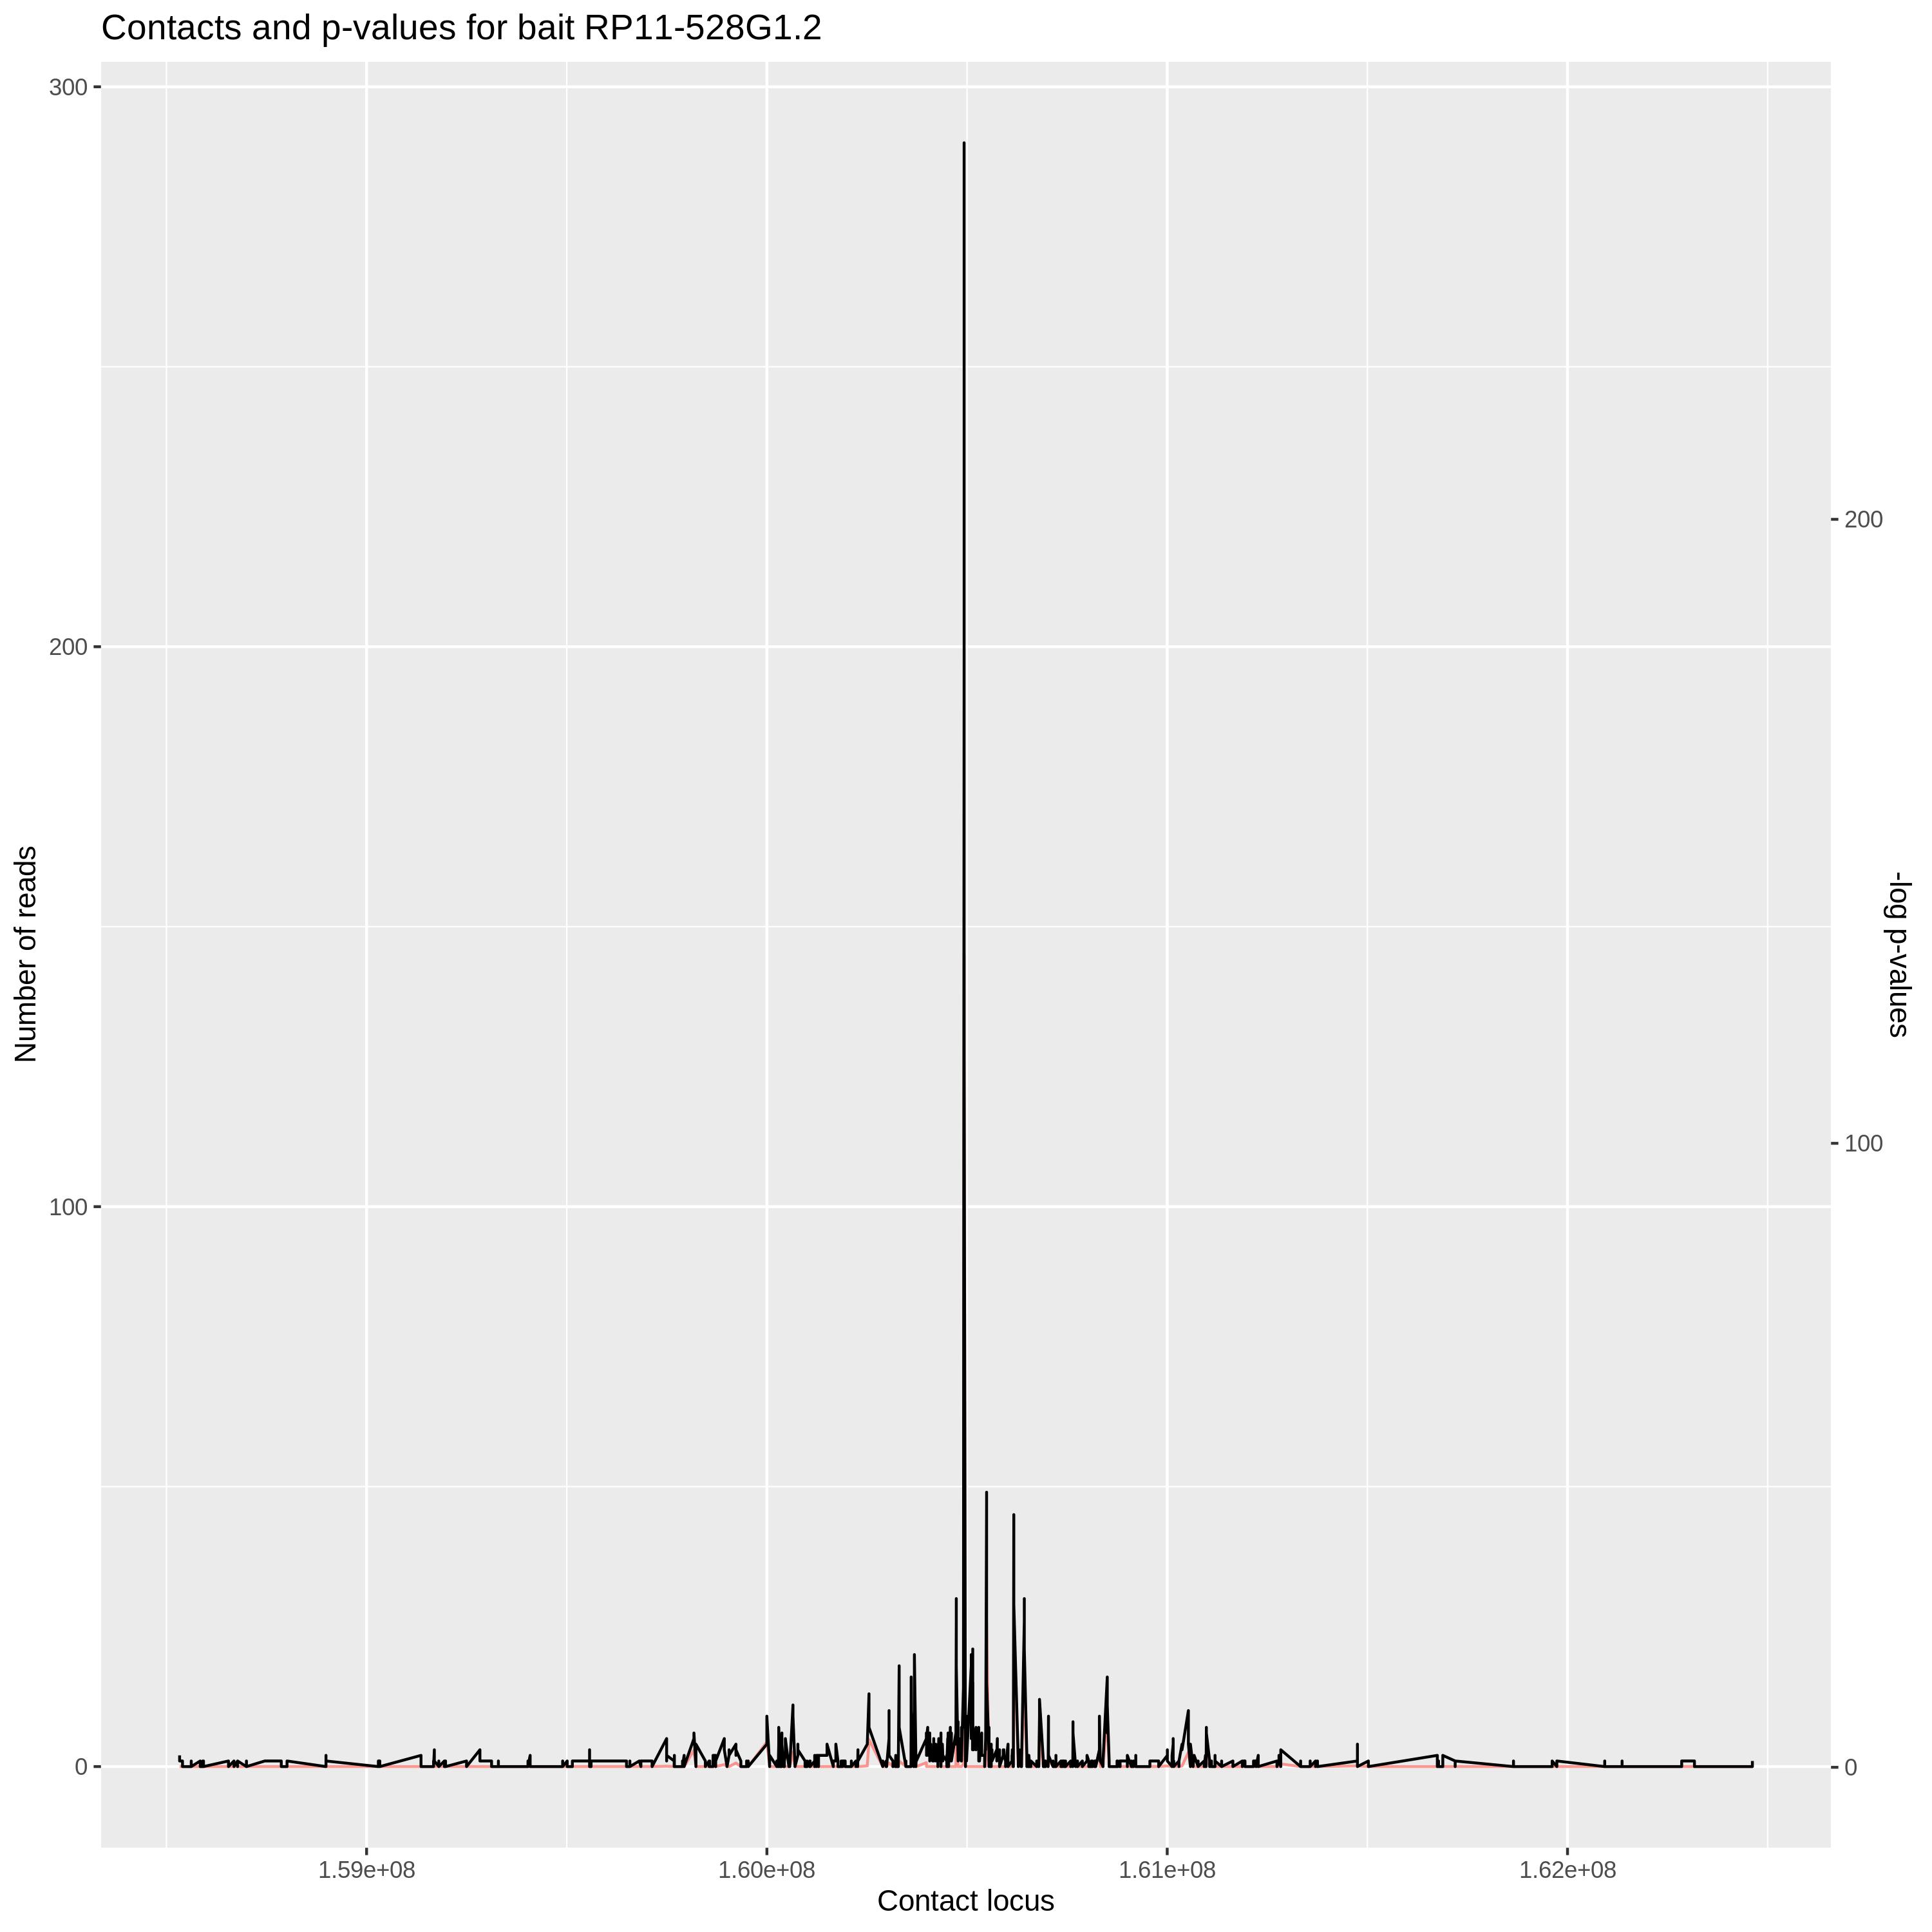 Contacts and p-values for bait RP11-528G1.2
300
200
100
0
Number of reads
200
100
0
-log p-values
1.59e+08
1.60e+08
1.61e+08
1.62e+08
Contact locus